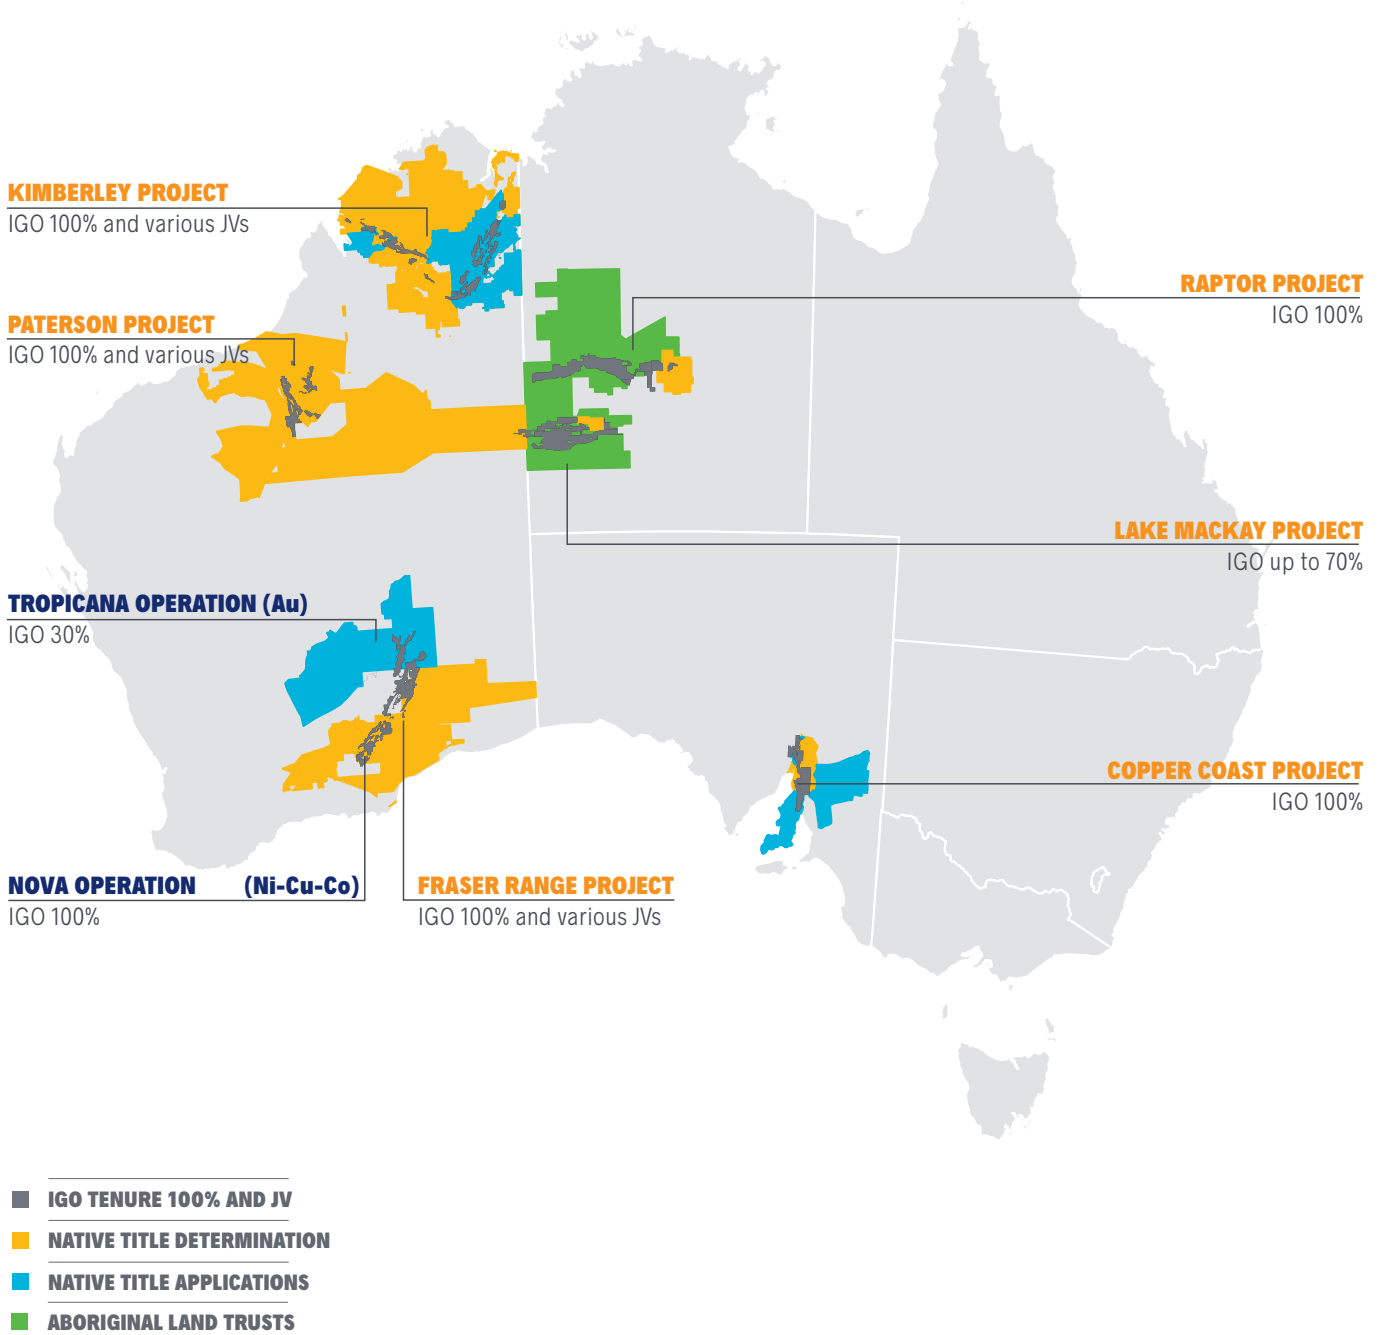 KIMBERLEY PROJECT
IGO 100% and various JVs
RAPTOR PROJECT
IGO 100%
PATERSON PROJECT
IGO 100% and various JVs
LAKE MACKAY PROJECT
IGO up to 70%
TROPICANA OPERATION (Au)
IGO 30%
COPPER COAST PROJECT
IGO 100%
NOVA OPERATION (Ni-Cu-Co)
IGO 100%
FRASER RANGE PROJECT
IGO 100% and various JVs
IGO TENURE 100% AND JV
NATIVE TITLE DETERMINATION
NATIVE TITLE APPLICATIONS
ABORIGINAL LAND TRUSTS